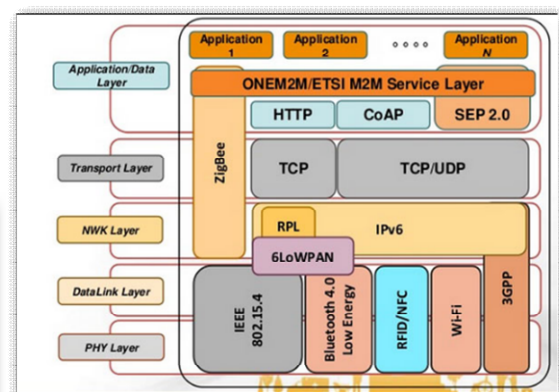 Application
1
Application
2
Application
N
Application/Data
Layer
ONEM2M/ETSI M2M Service Layer
HTTP
CoAP
SEP 2.0
ZigBee
Transport Layer
TCP
TCP/UDP
NWK Layer
RPL
IPv6
6LoWPAN
DataLink Layer
IEEE
802.15.4
Bluetooth 4.0
Low Energy
RFID/NFC
Wi-Fi
3GPP
PHY Layer